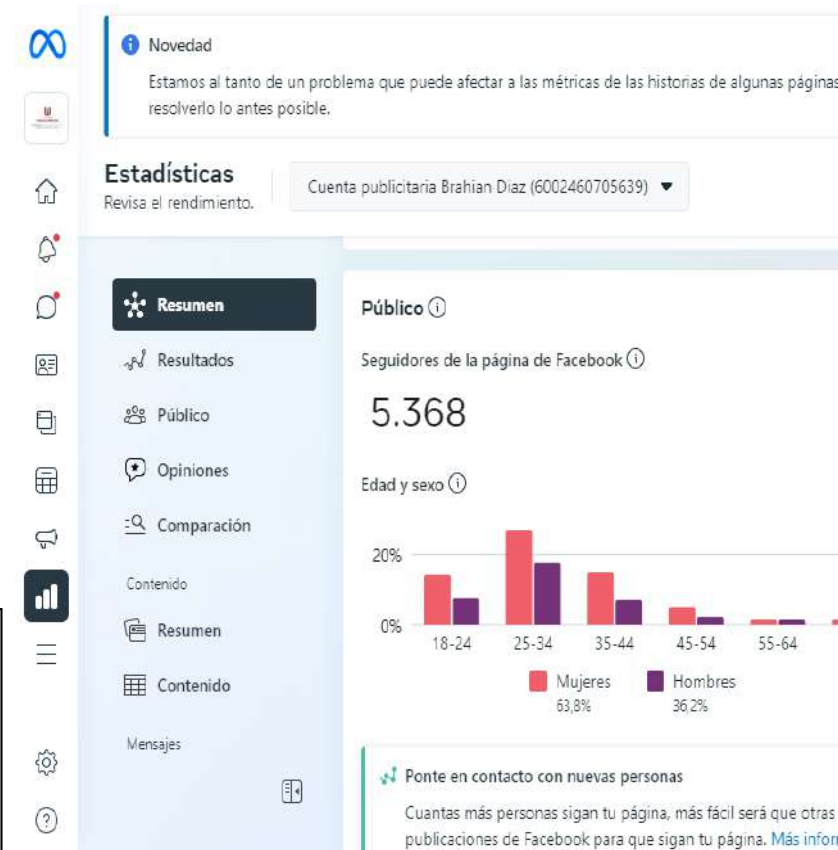 Novedad
Estamos al tanto de un problema que puede afectar a las métricas de las historias de algunas páginas
resolverlo lo antes posible.
Estadísticas
Revisa el rendimiento.
Cuenta publicitaria Brahian Diaz (6002460705639)
Resumen
Resultados
Público
Opiniones
Comparación
Contenido
Resumen
Contenido
Mensajes
Público
Seguidores de la página de Facebook
5.368
Edad y sexo
20%
0%
18-24 25-34 35-44 45-54 55-64
Mujeres Hombres
63,8% 36,2%
Ponte en contacto con nuevas personas
Cuantas más personas sigan tu página, más fácil será que otras
publicaciones de Facebook para que sigan tu página. Más infor